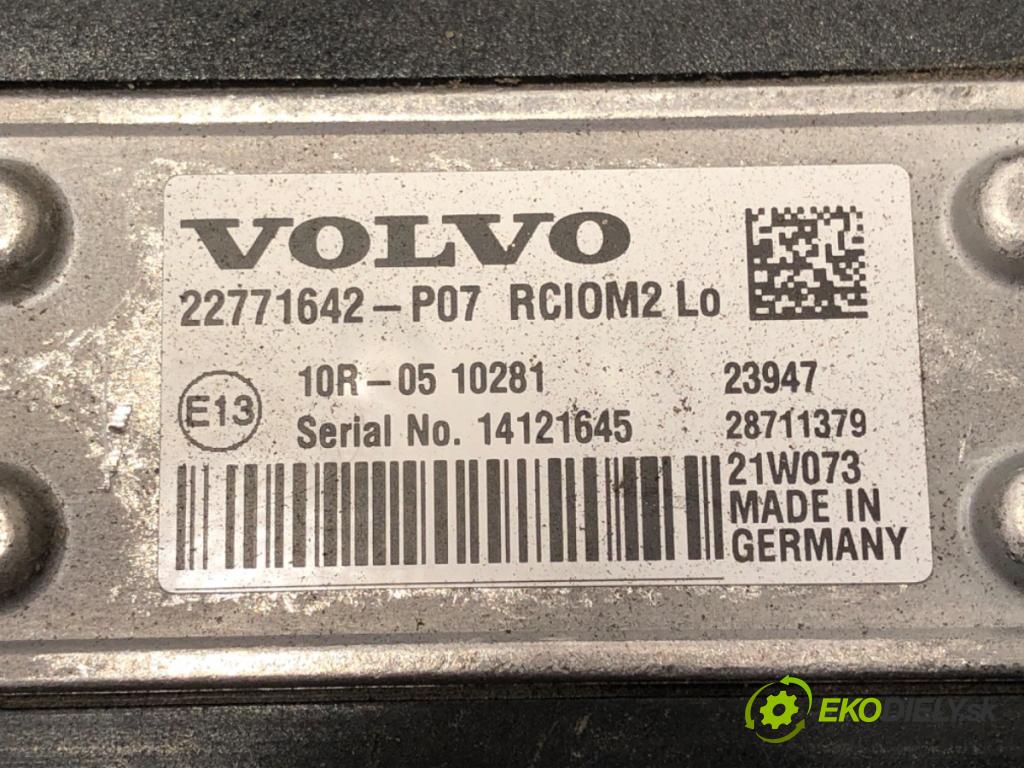 VOLVO
22771642-P07 RCIOM2 Lo
10R-05 10281 23947
E13
Serial No. 14121645 28711379
21W073
MADE IN
GERMANY
EKODIELY.SK